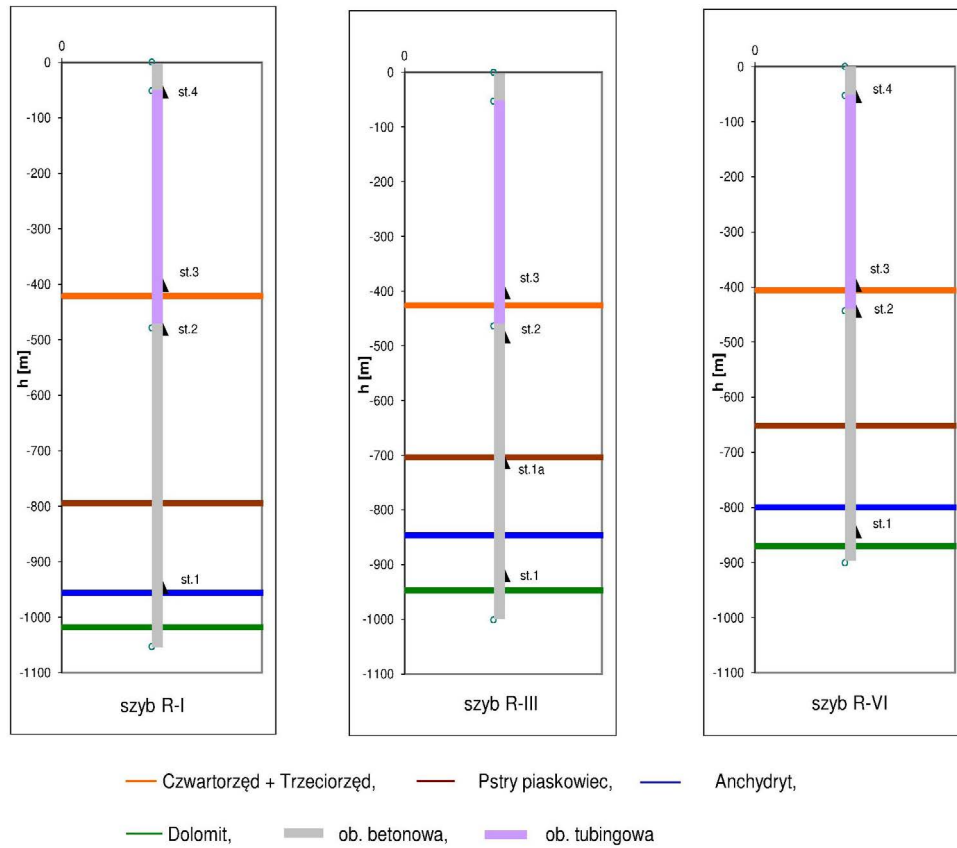 0
0
-100
-200
-300
-400
-500
-600
-700
-800
-900
-1000
-1100
h [m]
st.4
st.3
st.2
st.1
szyb R-I
0
0
-100
-200
-300
-400
-500
-600
-700
-800
-900
-1000
-1100
h [m]
st.3
st.2
st.1a
st.1
szyb R-III
0
0
-100
-200
-300
-400
-500
-600
-700
-800
-900
-1000
-1100
h [m]
st.4
st.3
st.2
st.1
szyb R-VI
Czwartorzęd + Trzeciorzęd, Pstry piaskowiec, Anchydryt,
Dolomit, ob. betonowa, ob. tubingowa